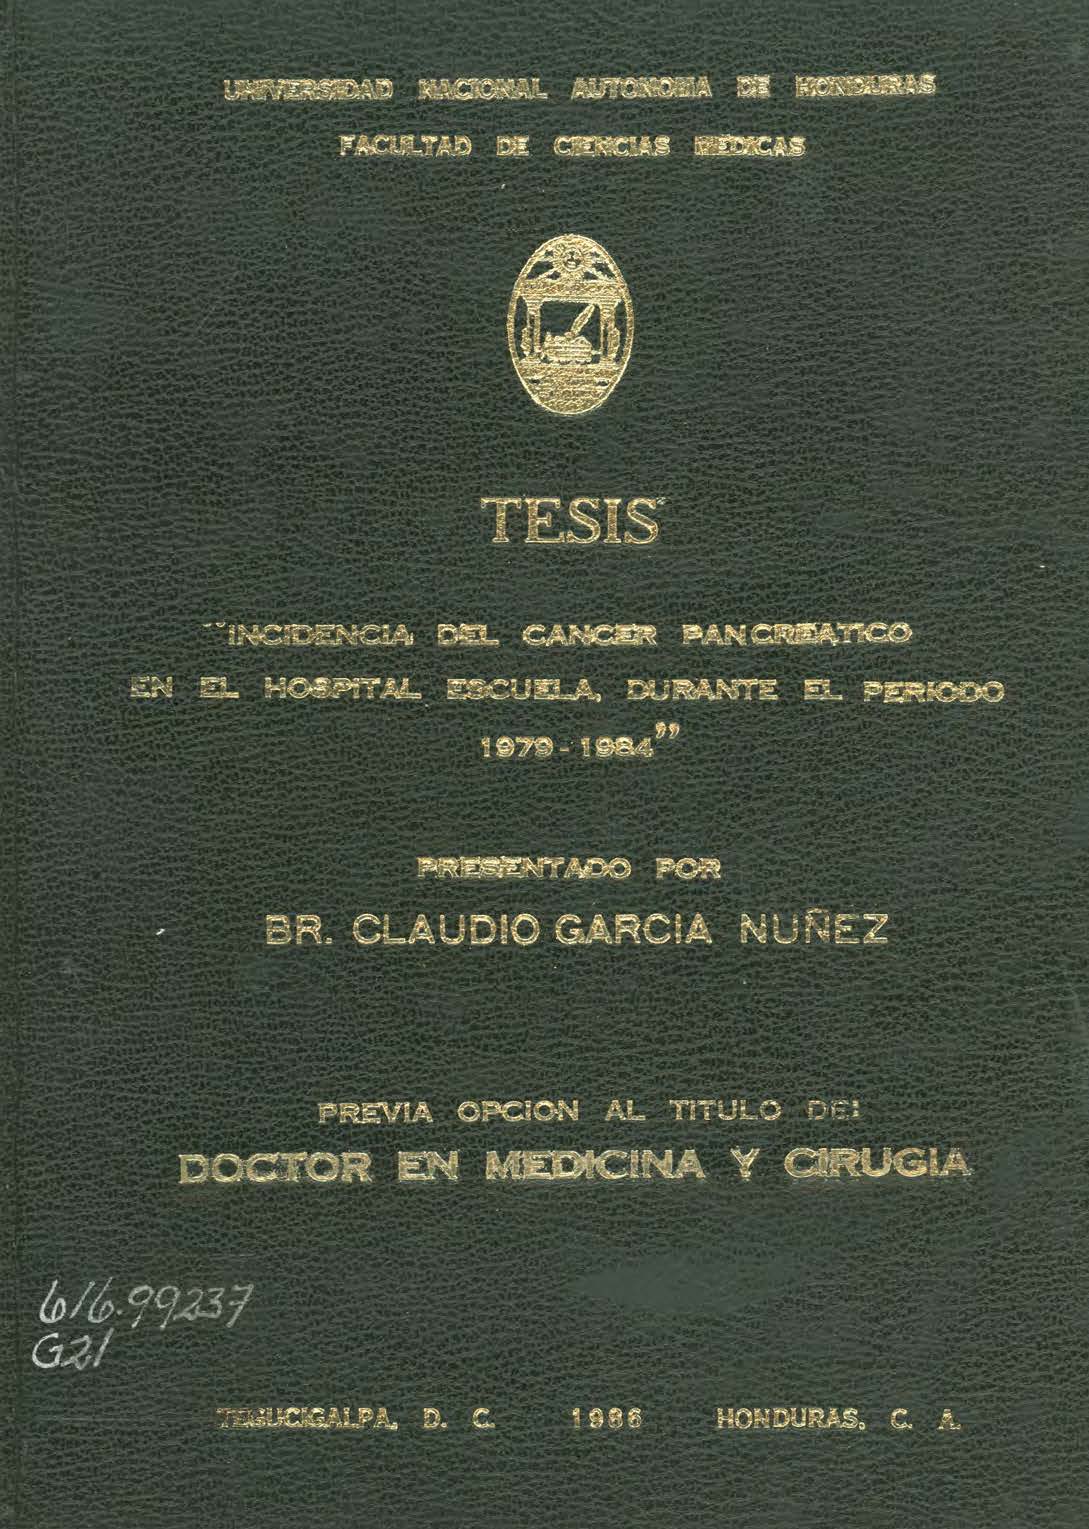 UNIVERSIDAD NACIONAL AUTONOMA DE HONDURAS
FACULTAD DE CIENCIAS MEDICAS
TESIS
"INCIDENCIA DEL CANCER PANCREATICO
EN EL HOSPITAL ESCUELA, DURANTE EL PERIODO
1979-1984"
PRESENTADO POR
BR. CLAUDIO GARCIA NUÑEZ
PREVIA OPCION AL TITULO DE:
DOCTOR EN MEDICINA Y CIRUGIA
616.99237
G21
TEGUCIGALPA, D. C. 1986 HONDURAS, C. A.